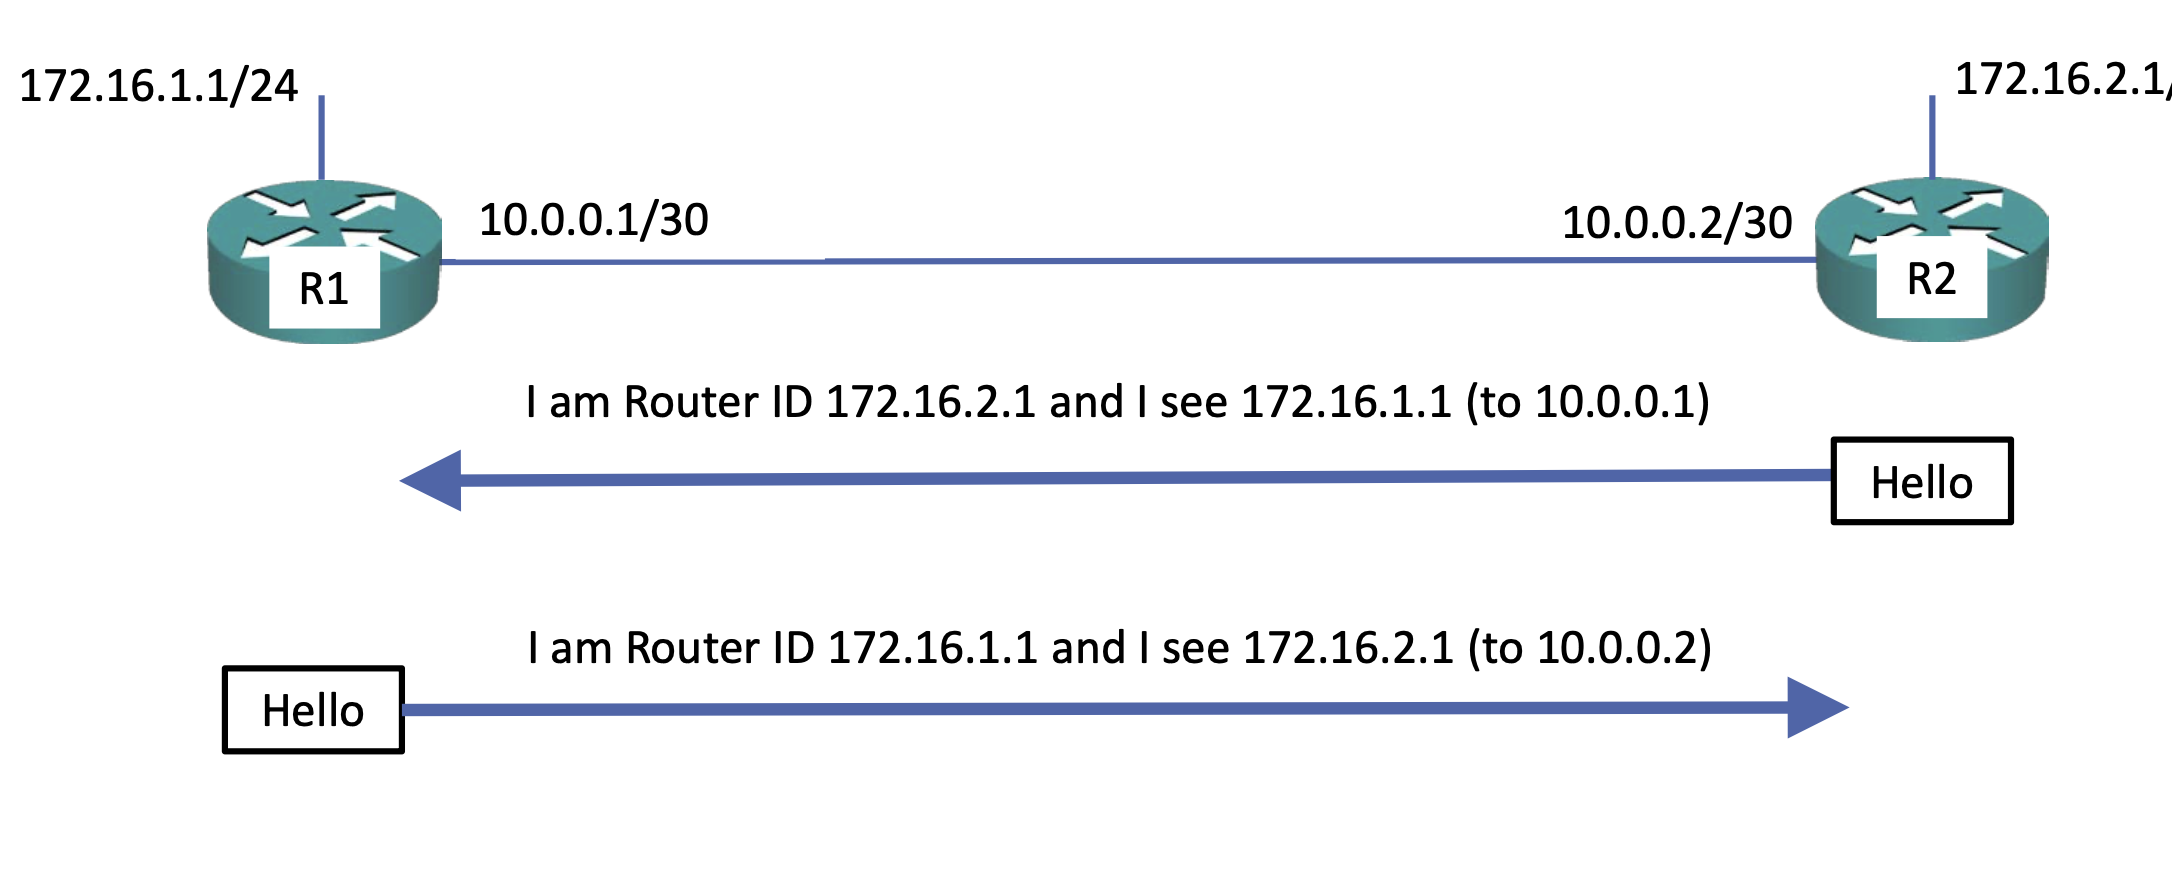 172.16.1.1/24
172.16.2.1/
10.0.0.1/30
10.0.0.2/30
R1
R2
I am Router ID 172.16.2.1 and I see 172.16.1.1 (to 10.0.0.1)
Hello
I am Router ID 172.16.1.1 and I see 172.16.2.1 (to 10.0.0.2)
Hello